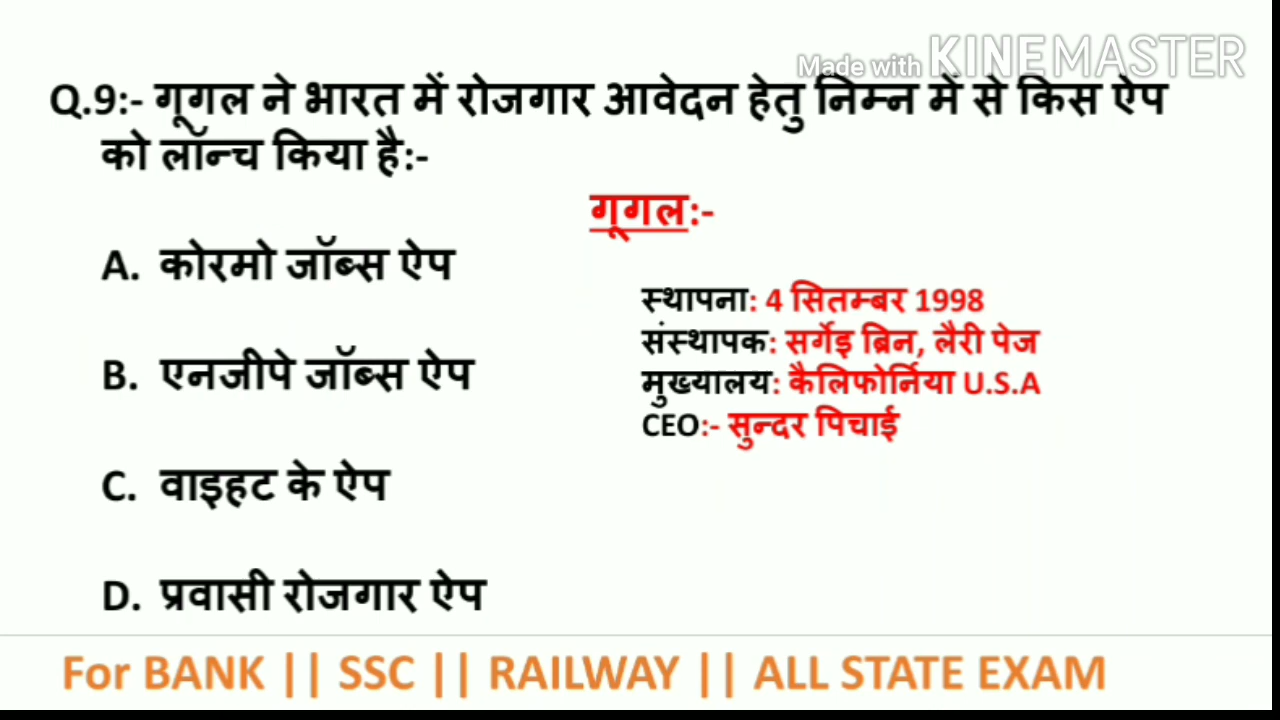 Made with KINEMASTER
Q.9:- गूगल ने भारत में रोजगार आवेदन हेतु निम्न में से किस ऐप
को लॉन्च किया है:-
गूगल:-
A. कोरमो जॉब्स ऐप
B. एनजीपे जॉब्स ऐप
C. वाइहट के ऐप
D. प्रवासी रोजगार ऐप
स्थापना: 4 सितम्बर 1998
संस्थापक: सर्गेइ ब्रिन, लैरी पेज
मुख्यालय: कैलिफोर्निया U.S.A
CEO:- सुन्दर पिचाई
For BANK || SSC || RAILWAY || ALL STATE EXAM